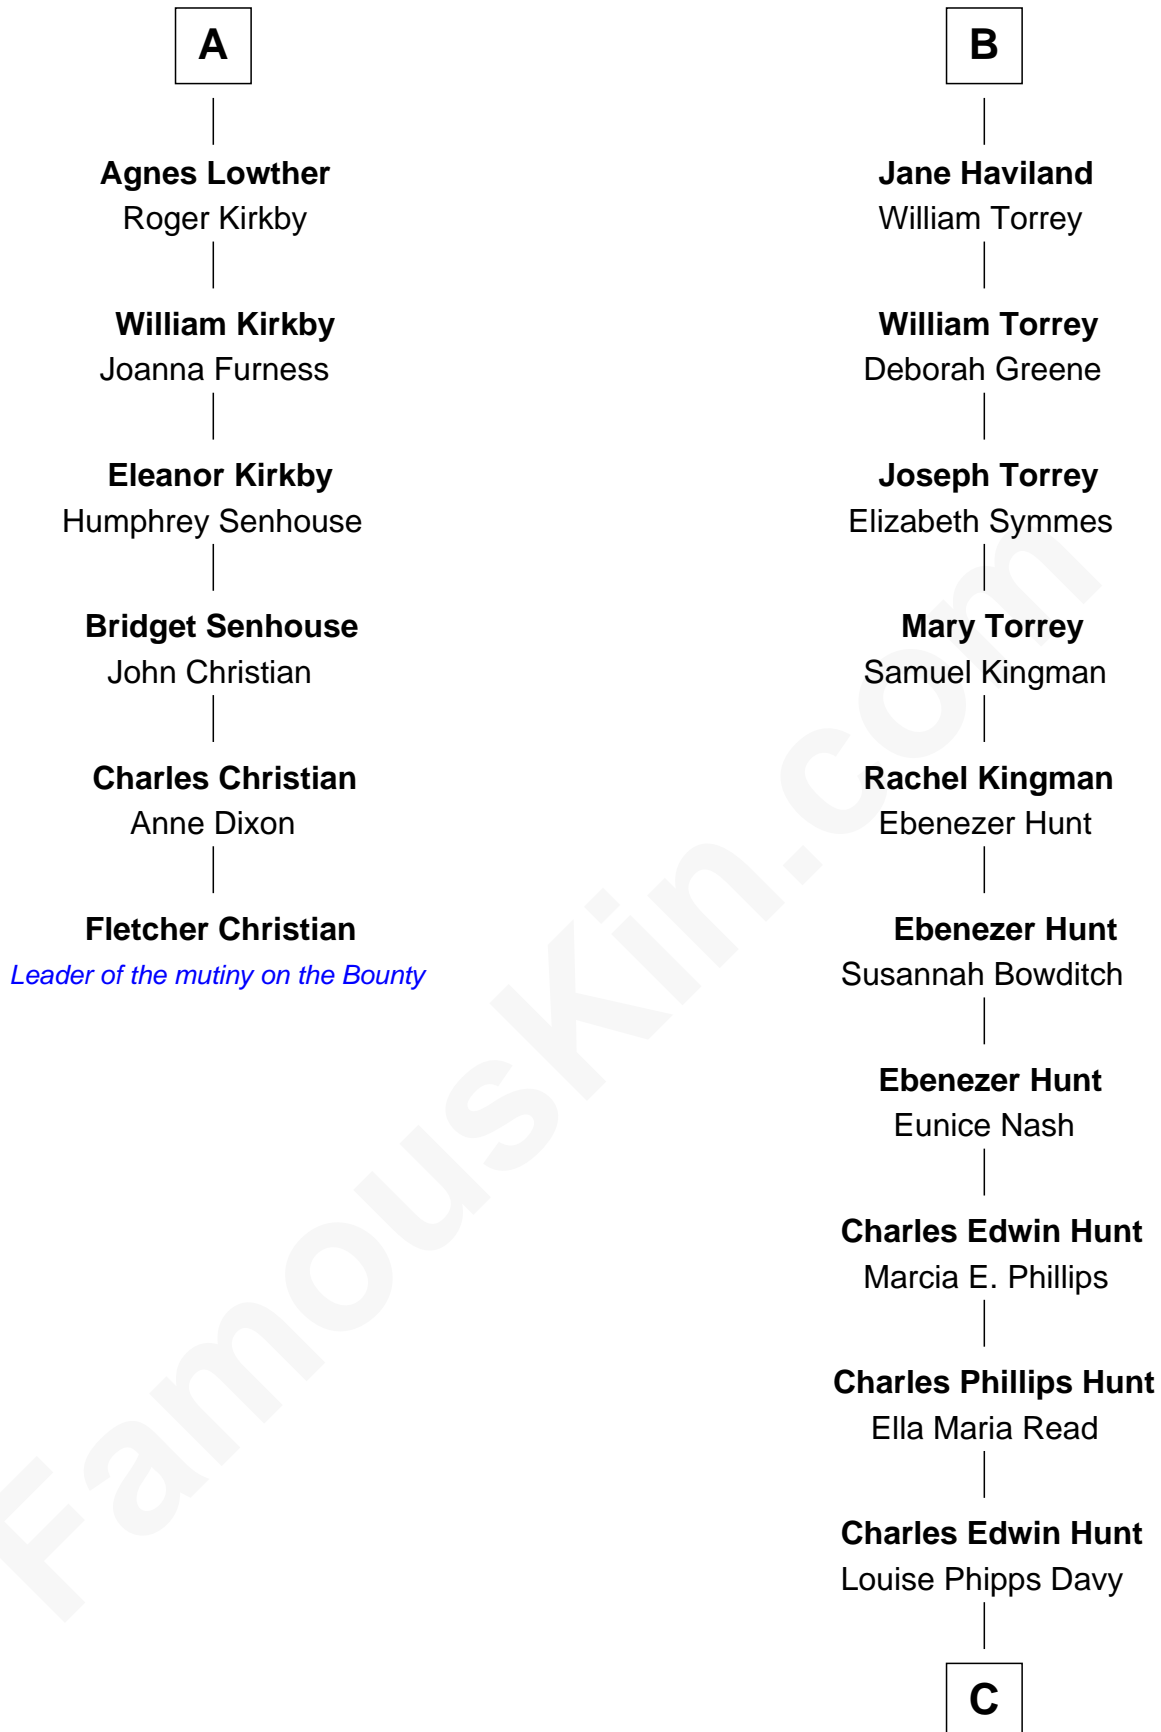 A
Agnes Lowther
Roger Kirkby
William Kirkby
Joanna Furness
Eleanor Kirkby
Humphrey Senhouse
Bridget Senhouse
John Christian
Charles Christian
Anne Dixon
Fletcher Christian
Leader of the mutiny on the Bounty
B
Jane Haviland
William Torrey
William Torrey
Deborah Greene
Joseph Torrey
Elizabeth Symmes
Mary Torrey
Samuel Kingman
Rachel Kingman
Ebenezer Hunt
Ebenezer Hunt
Susannah Bowditch
Ebenezer Hunt
Eunice Nash
Charles Edwin Hunt
Marcia E. Phillips
Charles Phillips Hunt
Ella Maria Read
Charles Edwin Hunt
Louise Phipps Davy
C
FamousKin.com